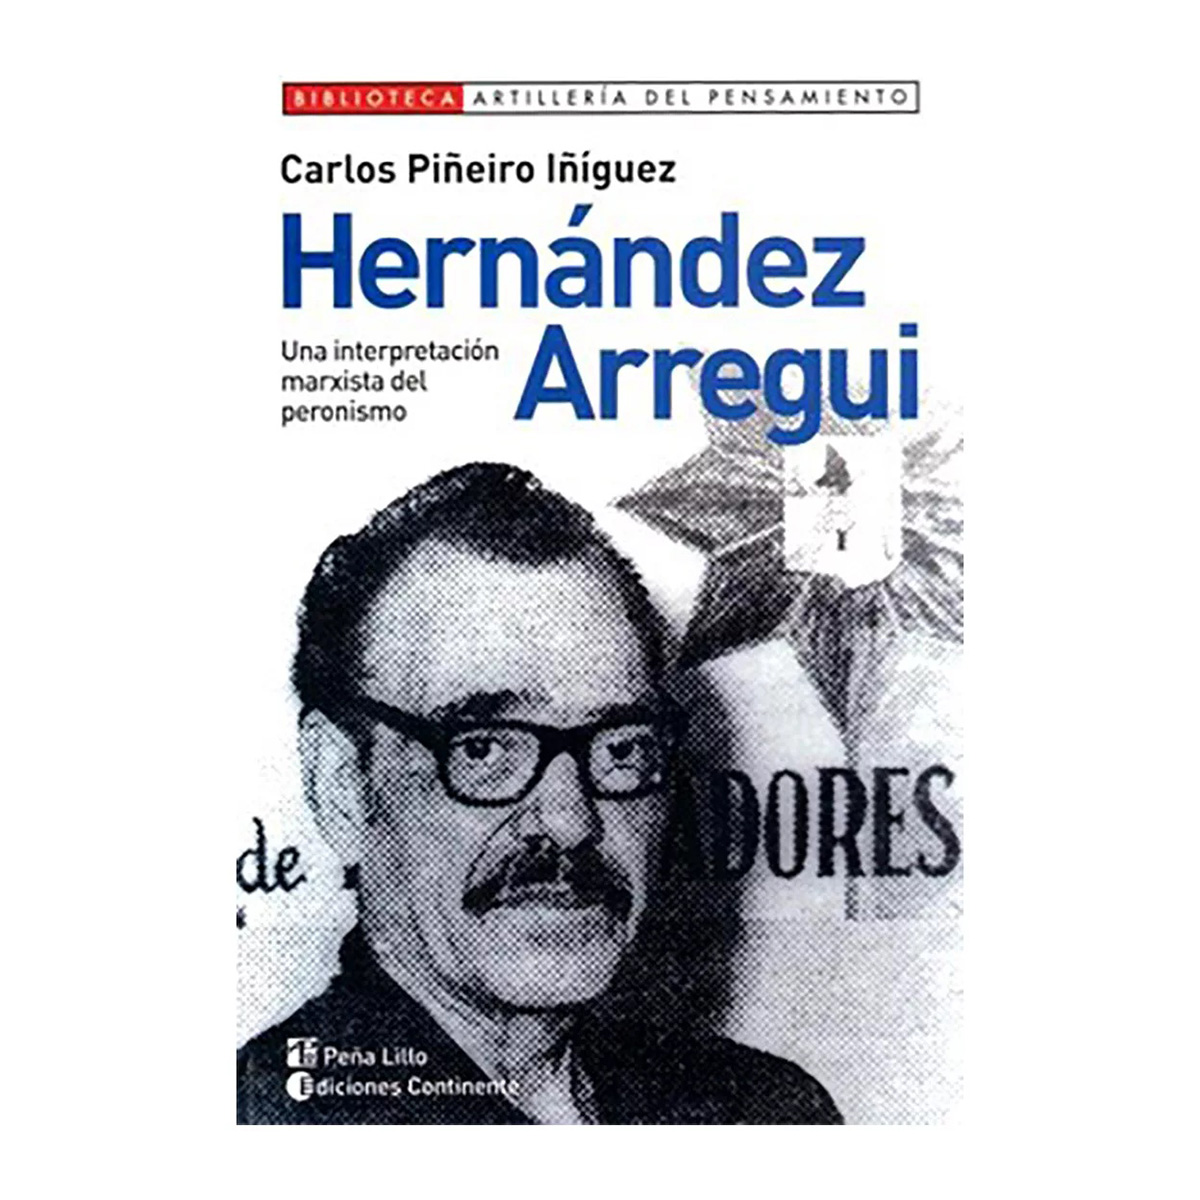 BIBLIOTECA ARTILLERÍA DEL PENSAMIENTO
Carlos Piñeiro Iñíguez
Hernández
Arregui
Una interpretación
marxista del
peronismo
ADORES
de
Peña Lillo
Ediciones Continente